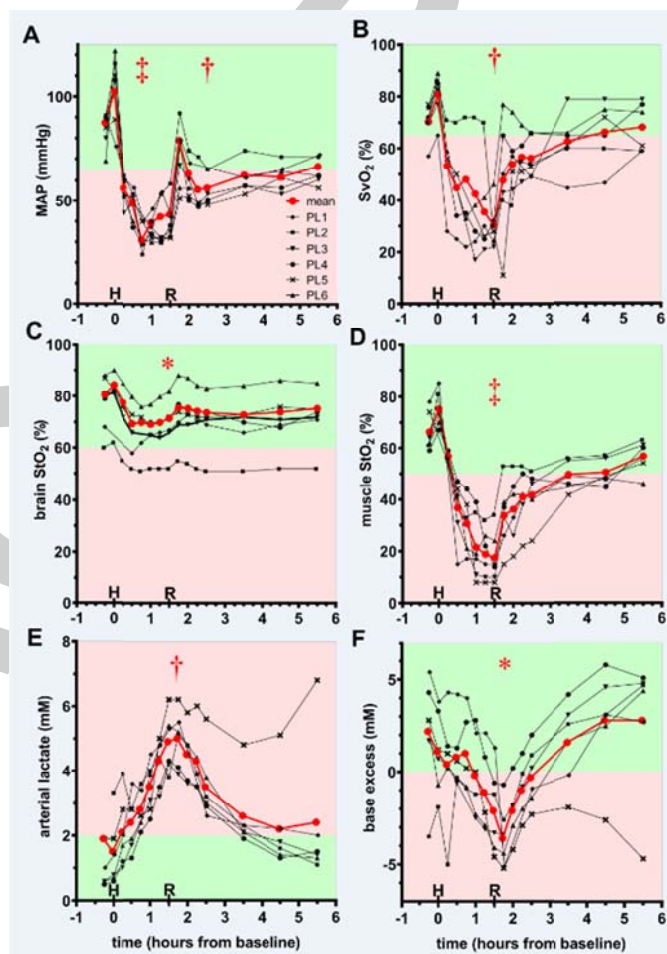 A
B
‡
†
†
MAP (mmHg)
SvO₂ (%)
100
50
0
100
80
60
40
20
0
mean
PL1
PL2
PL3
PL4
PL5
PL6
H
R
H
R
-1 0 1 2 3 4 5 6
-1 0 1 2 3 4 5 6
C
D
*
‡
brain StO₂ (%)
muscle StO₂ (%)
100
80
60
40
20
0
100
80
60
40
20
0
H
R
H
R
-1 0 1 2 3 4 5 6
-1 0 1 2 3 4 5 6
E
F
†
*
arterial lactate (mM)
base excess (mM)
8
6
4
2
0
5
0
-5
H
R
H
R
-1 0 1 2 3 4 5 6
-1 0 1 2 3 4 5 6
time (hours from baseline)
time (hours from baseline)